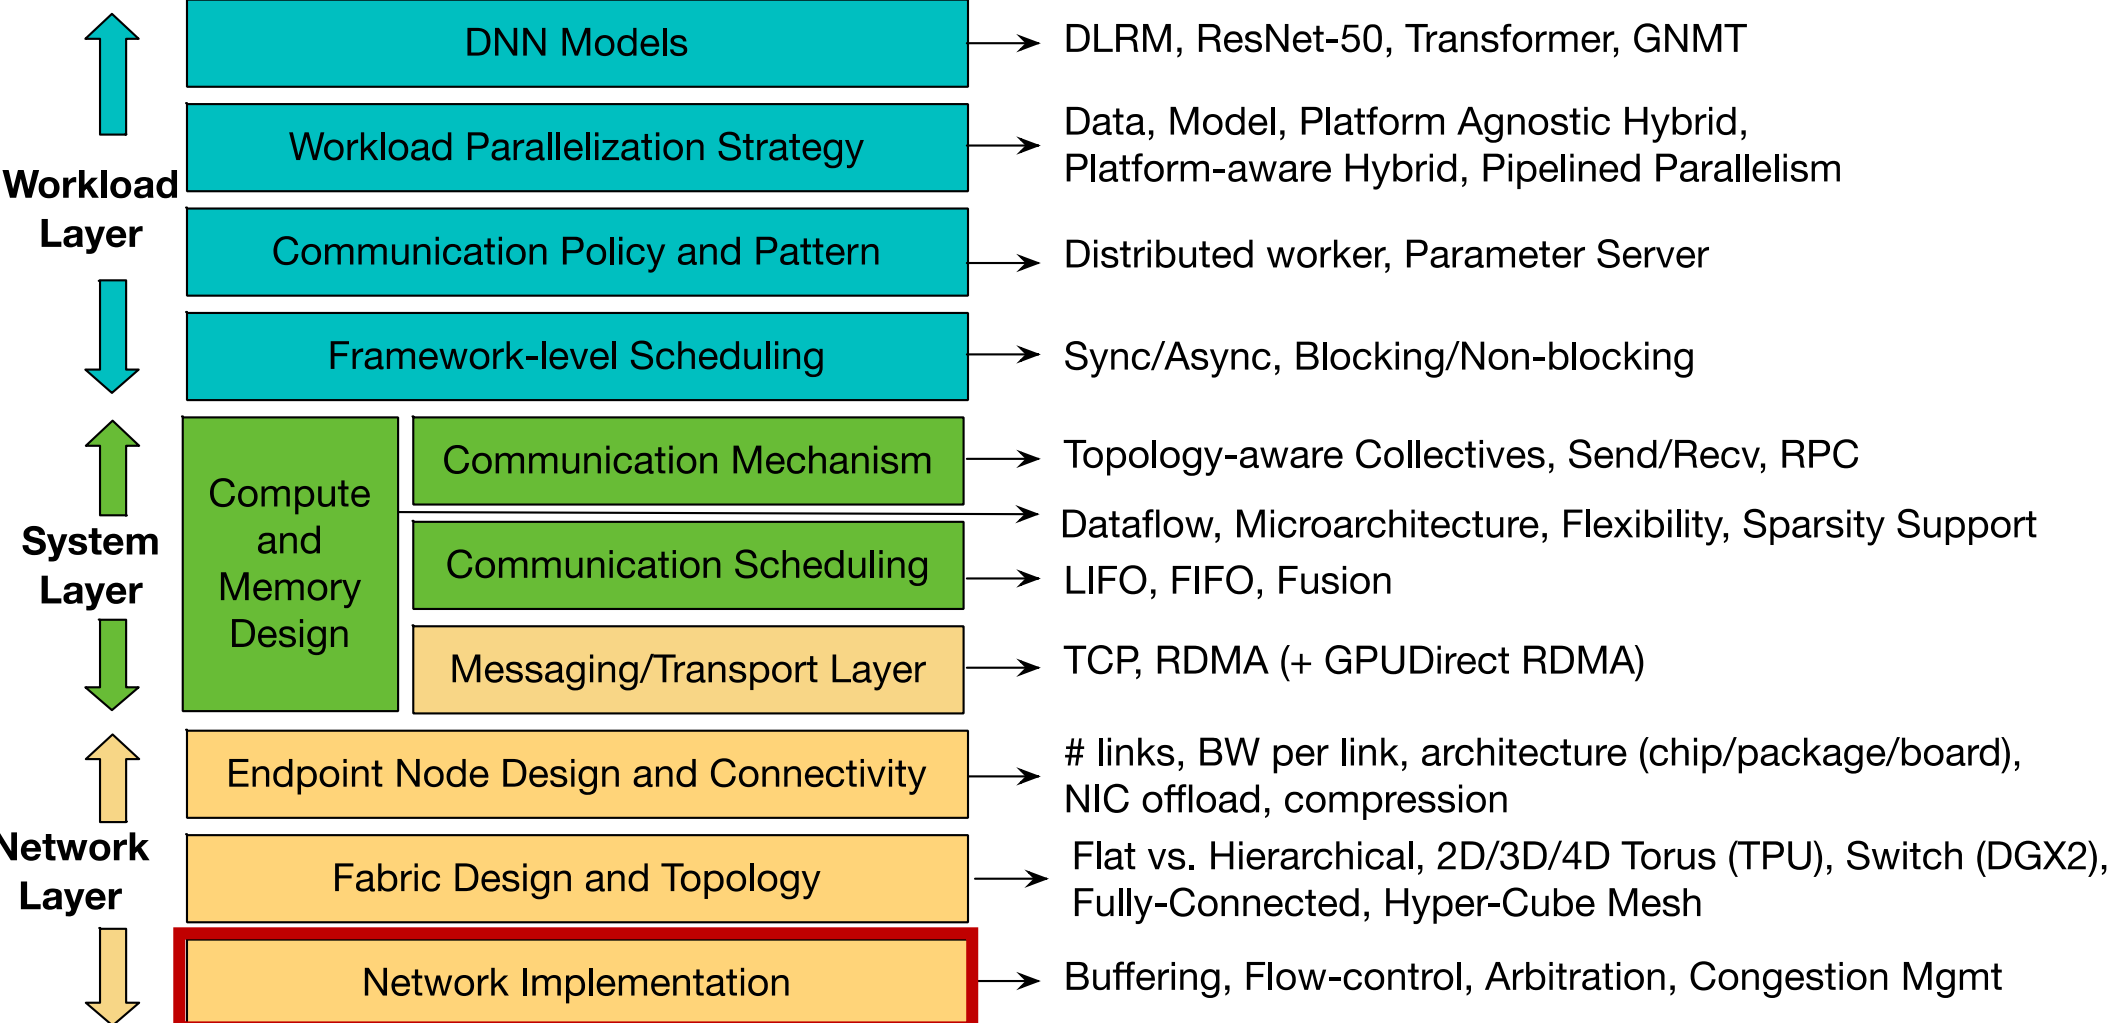 DNN Models
DLRM, ResNet-50, Transformer, GNMT
Workload Parallelization Strategy
Data, Model, Platform Agnostic Hybrid,
Platform-aware Hybrid, Pipelined Parallelism
Workload
Layer
Communication Policy and Pattern
Distributed worker, Parameter Server
Framework-level Scheduling
Sync/Async, Blocking/Non-blocking
System
Layer
Compute
and
Memory
Design
Communication Mechanism
Topology-aware Collectives, Send/Recv, RPC
Dataflow, Microarchitecture, Flexibility, Sparsity Support
Communication Scheduling
LIFO, FIFO, Fusion
Messaging/Transport Layer
TCP, RDMA (+ GPUDirect RDMA)
Network
Layer
Endpoint Node Design and Connectivity
# links, BW per link, architecture (chip/package/board),
NIC offload, compression
Fabric Design and Topology
Flat vs. Hierarchical, 2D/3D/4D Torus (TPU), Switch (DGX2),
Fully-Connected, Hyper-Cube Mesh
Network Implementation
Buffering, Flow-control, Arbitration, Congestion Mgmt